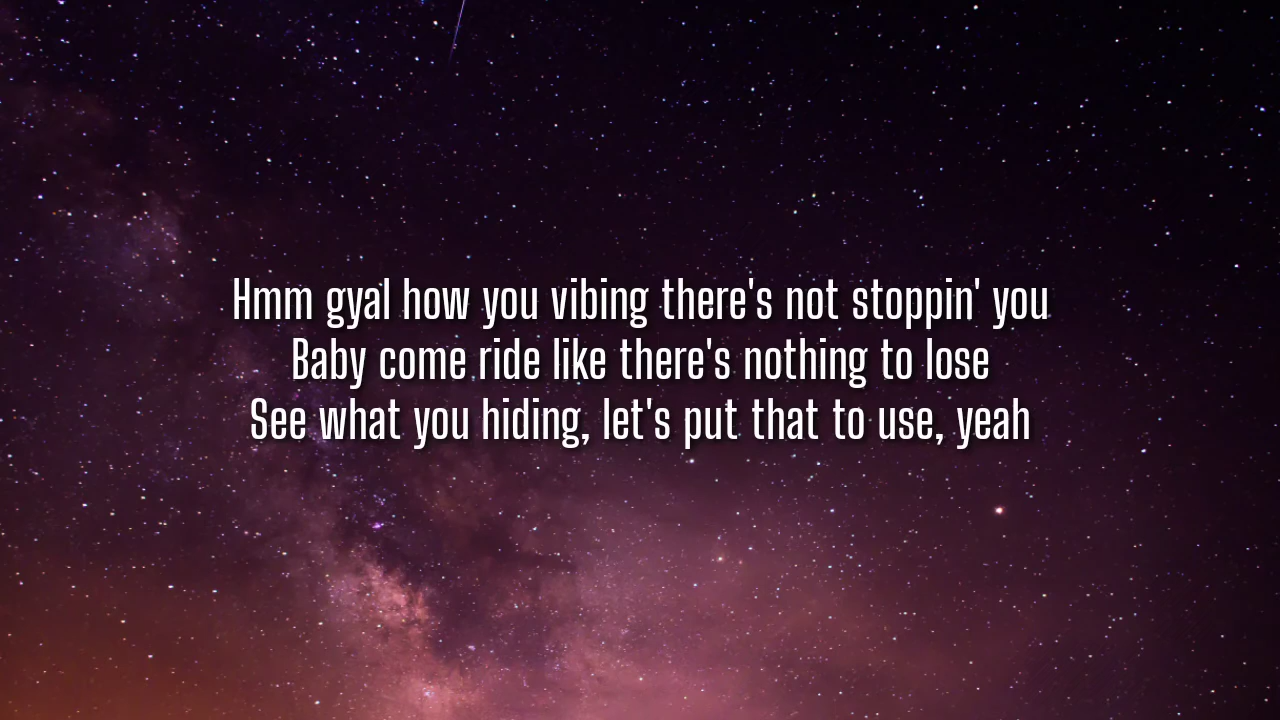 Hmm gyal how you vibing there's not stoppin' you
Baby come ride like there's nothing to lose
See what you hiding, let's put that to use, yeah